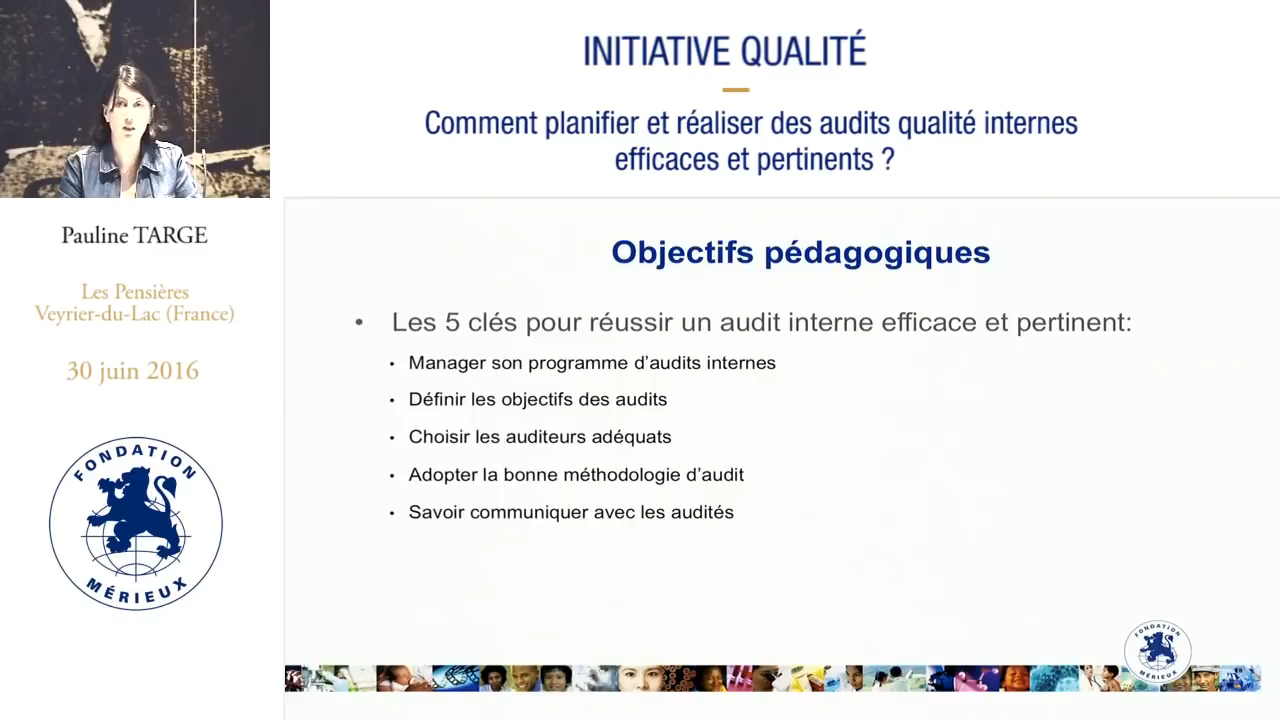 INITIATIVE QUALITÉ
Comment planifier et réaliser des audits qualité internes
efficaces et pertinents ?
Pauline TARGE
Les Pensières
Veyrier-du-Lac (France)
30 juin 2016
FONDATION
MÉRIEUX
Objectifs pédagogiques
• Les 5 clés pour réussir un audit interne efficace et pertinent:
• Manager son programme d’audits internes
• Définir les objectifs des audits
• Choisir les auditeurs adéquats
• Adopter la bonne méthodologie d’audit
• Savoir communiquer avec les audités
FONDATION
MÉRIEUX